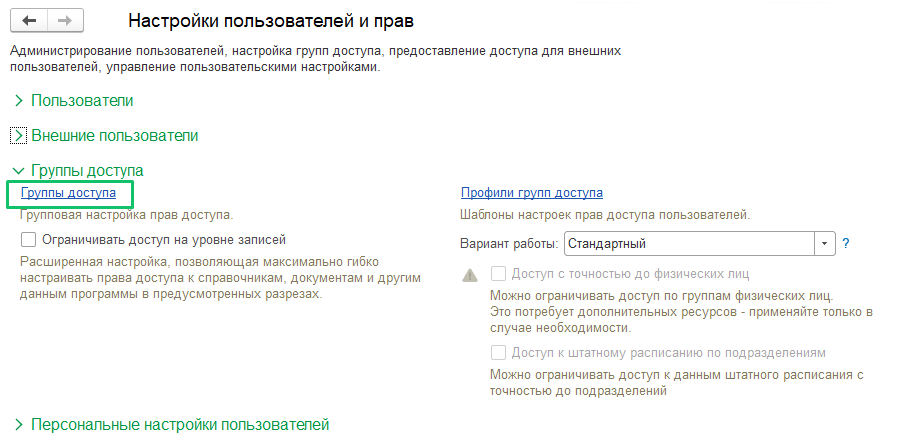 Настройки пользователей и прав
Администрирование пользователей, настройка групп доступа, предоставление доступа для внешних
пользователей, управление пользовательскими настройками.
Пользователи
Внешние пользователи
Группы доступа
Группы доступа
Групповая настройка прав доступа.
Ограничивать доступ на уровне записей
Расширенная настройка, позволяющая максимально гибко
настраивать права доступа к справочникам, документам и другим
данным программы в предусмотренных разрезах.
Профили групп доступа
Шаблоны настроек прав доступа пользователей.
Вариант работы: Стандартный ?
Доступ с точностью до физических лиц
Можно ограничивать доступ по группам физических лиц.
Это потребует дополнительных ресурсов - применяйте только в
случае необходимости.
Доступ к штатному расписанию по подразделениям
Можно ограничивать доступ к данным штатного расписания с
точностью до подразделений
Персональные настройки пользователей